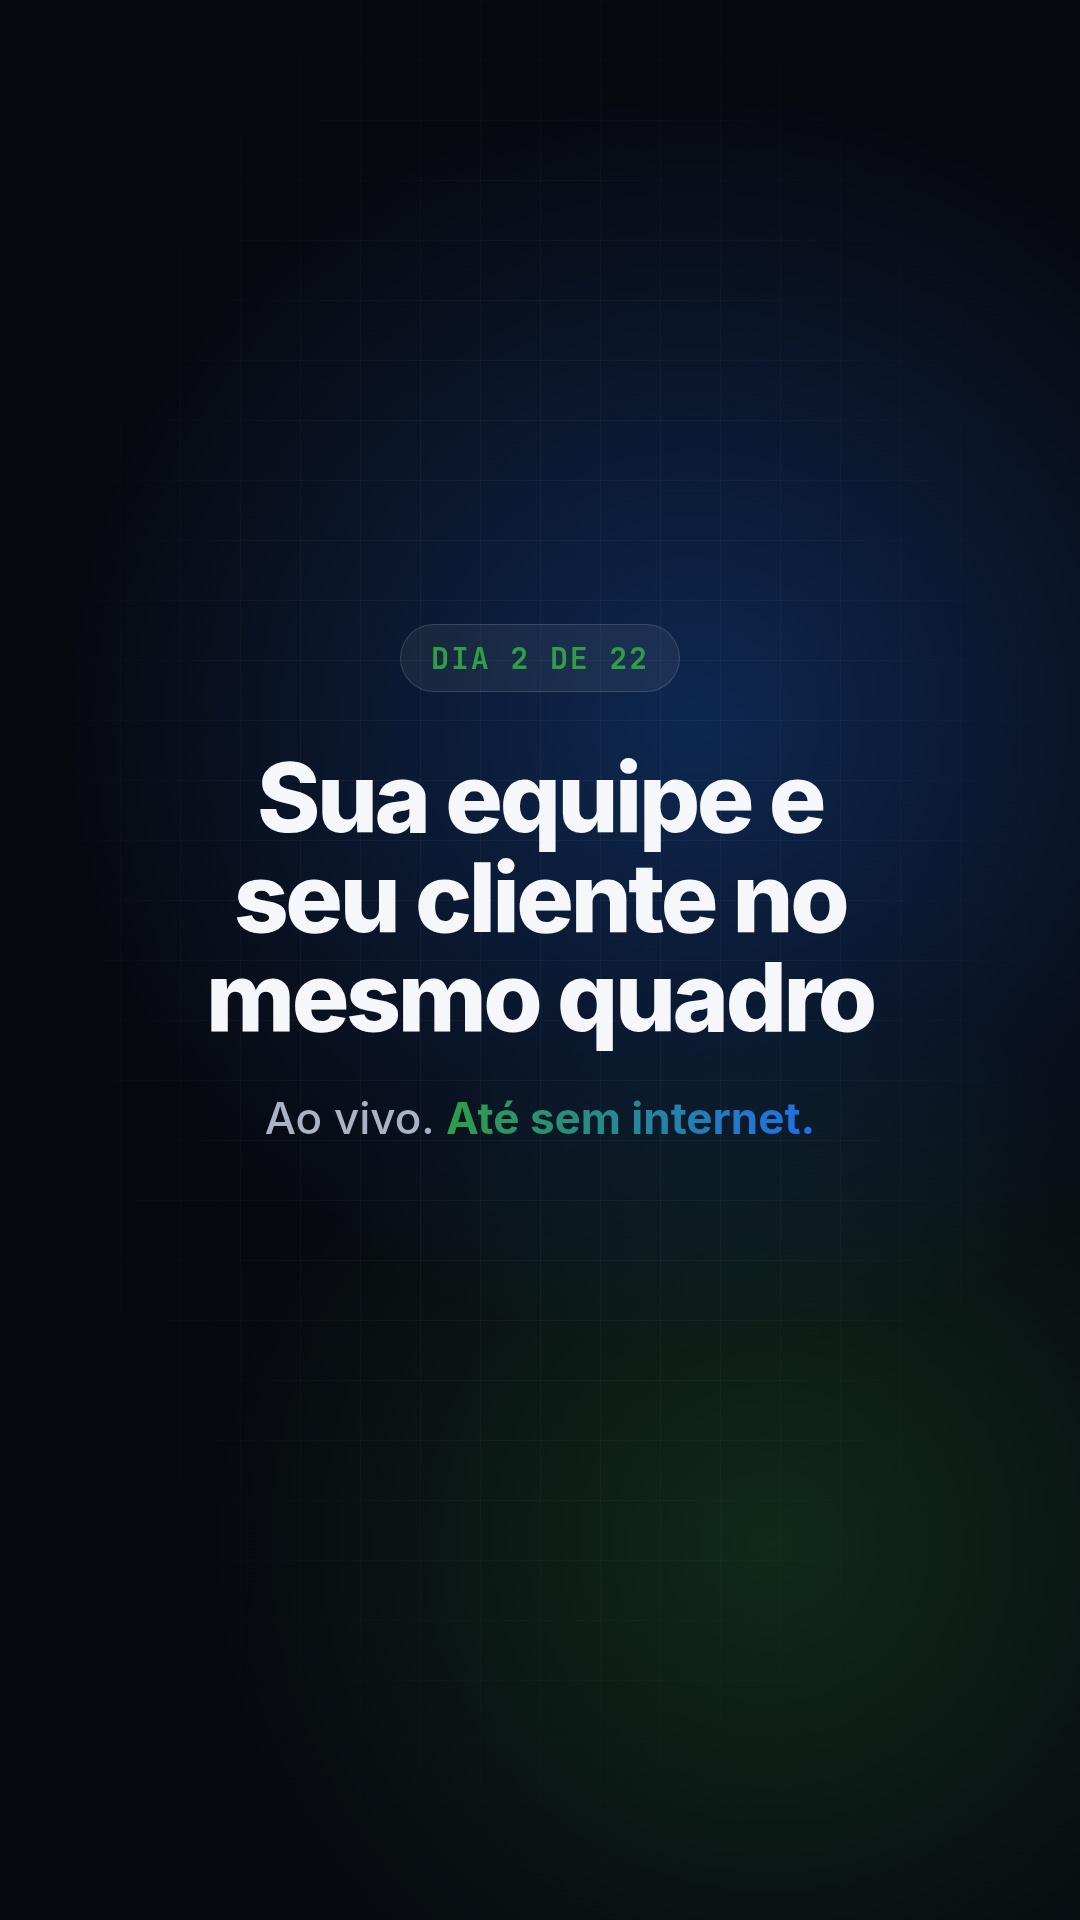 DIA 2 DE 22
Sua equipe e
seu cliente no
mesmo quadro
Ao vivo. Até sem internet.